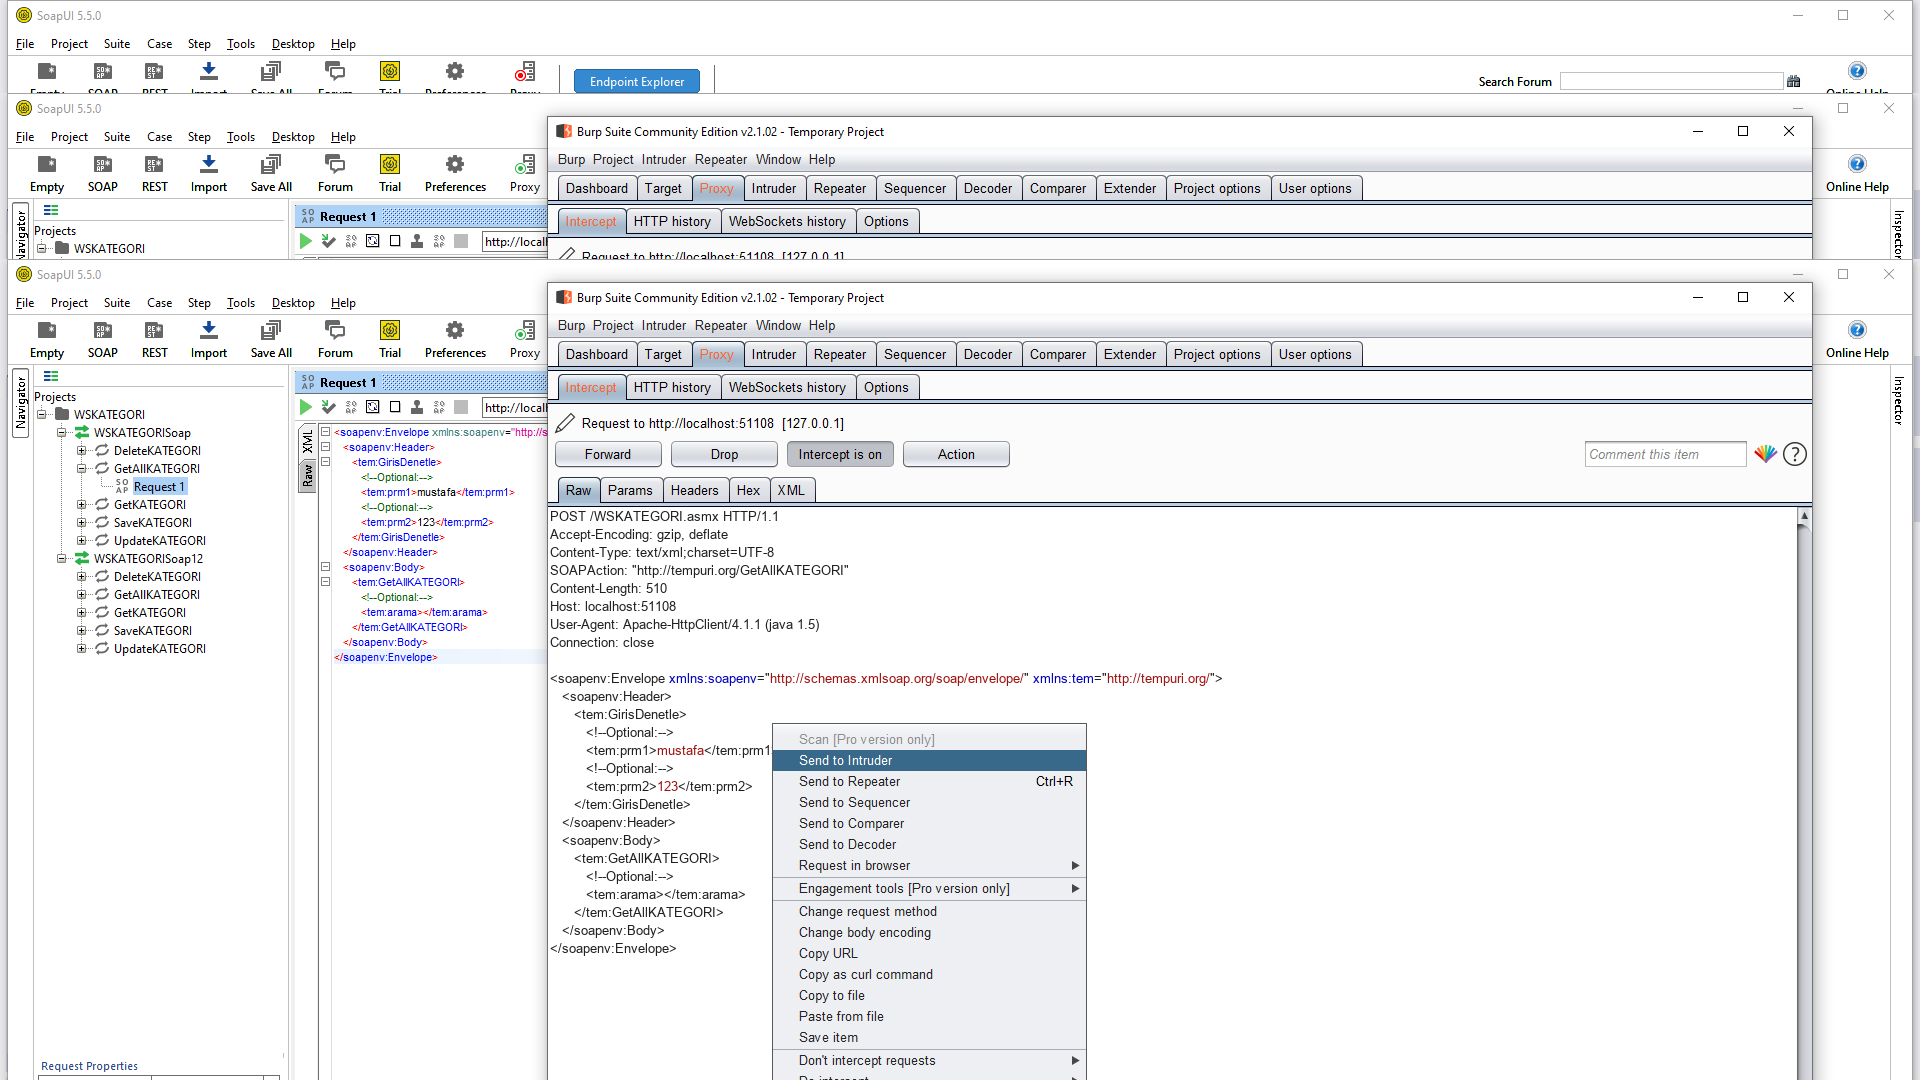 SoapUI 5.5.0
File Project Suite Case Step Tools Desktop Help
Endpoint Explorer
Search Forum
SoapUI 5.5.0
File Project Suite Case Step Tools Desktop Help
Empty SOAP REST Import Save All Forum Trial Preferences Proxy
Online Help
Navigator
Projects
WSKATEGORI
Request 1
http://local
Inspector
Burp Suite Community Edition v2.1.02 - Temporary Project
Burp Project Intruder Repeater Window Help
Dashboard Target Proxy Intruder Repeater Sequencer Decoder Comparer Extender Project options User options
Intercept HTTP history WebSockets history Options
Request to http://localhost:51108 [127.0.0.1]
SoapUI 5.5.0
File Project Suite Case Step Tools Desktop Help
Empty SOAP REST Import Save All Forum Trial Preferences Proxy
Online Help
Navigator
Projects
WSKATEGORI
WSKATEGORISoap
DeleteKATEGORI
GetAllKATEGORI
Request 1
GetKATEGORI
SaveKATEGORI
UpdateKATEGORI
WSKATEGORISoap12
DeleteKATEGORI
GetAllKATEGORI
GetKATEGORI
SaveKATEGORI
UpdateKATEGORI
Request Properties
Request 1
http://local
XML
Raw
<soapenv:Envelope xmlns:soapenv="http://s
<soapenv:Header>
<tem:GirisDenetle>
<!--Optional:-->
<tem:prm1>mustafa</tem:prm1>
<!--Optional:-->
<tem:prm2>123</tem:prm2>
</tem:GirisDenetle>
</soapenv:Header>
<soapenv:Body>
<tem:GetAllKATEGORI>
<!--Optional:-->
<tem:arama></tem:arama>
</tem:GetAllKATEGORI>
</soapenv:Body>
</soapenv:Envelope>
Inspector
Burp Suite Community Edition v2.1.02 - Temporary Project
Burp Project Intruder Repeater Window Help
Dashboard Target Proxy Intruder Repeater Sequencer Decoder Comparer Extender Project options User options
Intercept HTTP history WebSockets history Options
Request to http://localhost:51108 [127.0.0.1]
Forward Drop Intercept is on Action Comment this item ?
Raw Params Headers Hex XML
POST /WSKATEGORI.asmx HTTP/1.1
Accept-Encoding: gzip, deflate
Content-Type: text/xml;charset=UTF-8
SOAPAction: "http://tempuri.org/GetAllKATEGORI"
Content-Length: 510
Host: localhost:51108
User-Agent: Apache-HttpClient/4.1.1 (java 1.5)
Connection: close
<soapenv:Envelope xmlns:soapenv="http://schemas.xmlsoap.org/soap/envelope/" xmlns:tem="http://tempuri.org/">
<soapenv:Header>
<tem:GirisDenetle>
<!--Optional:-->
<tem:prm1>mustafa</tem:prm1
<!--Optional:-->
<tem:prm2>123</tem:prm2>
</tem:GirisDenetle>
</soapenv:Header>
<soapenv:Body>
<tem:GetAllKATEGORI>
<!--Optional:-->
<tem:arama></tem:arama>
</tem:GetAllKATEGORI>
</soapenv:Body>
</soapenv:Envelope>
Scan [Pro version only]
Send to Intruder
Send to Repeater Ctrl+R
Send to Sequencer
Send to Comparer
Send to Decoder
Request in browser
Engagement tools [Pro version only]
Change request method
Change body encoding
Copy URL
Copy as curl command
Copy to file
Paste from file
Save item
Don't intercept requests